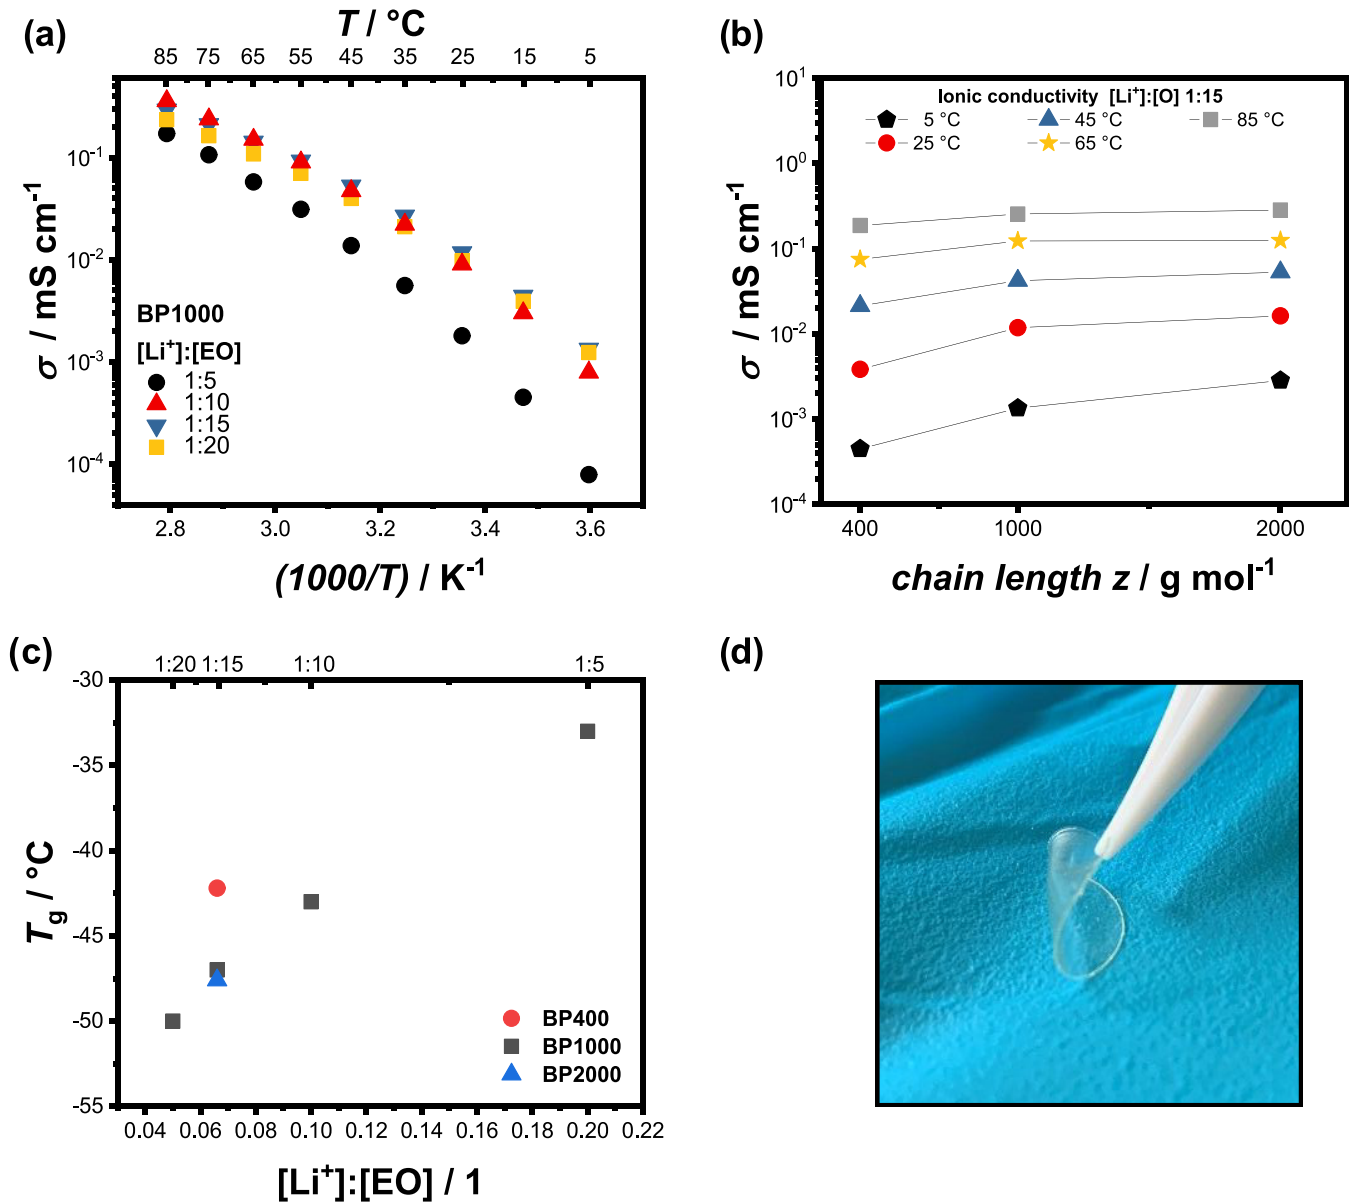 (a)
T / °C
85 75 65 55 45 35 25 15 5
10⁻¹
10⁻²
10⁻³
10⁻⁴
σ / mS cm⁻¹
BP1000
[Li⁺]:[EO]
1:5
1:10
1:15
1:20
2.8 3.0 3.2 3.4 3.6
(1000/T) / K⁻¹
(b)
Ionic conductivity [Li⁺]:[O] 1:15
5 °C 45 °C 85 °C
25 °C 65 °C
10¹
10⁰
10⁻¹
10⁻²
10⁻³
10⁻⁴
σ / mS cm⁻¹
400 1000 2000
chain length z / g mol⁻¹
(c)
1:20 1:15 1:10 1:5
-30
-35
-40
-45
-50
-55
Tg / °C
BP400
BP1000
BP2000
0.04 0.06 0.08 0.10 0.12 0.14 0.16 0.18 0.20 0.22
[Li⁺]:[EO] / 1
(d)